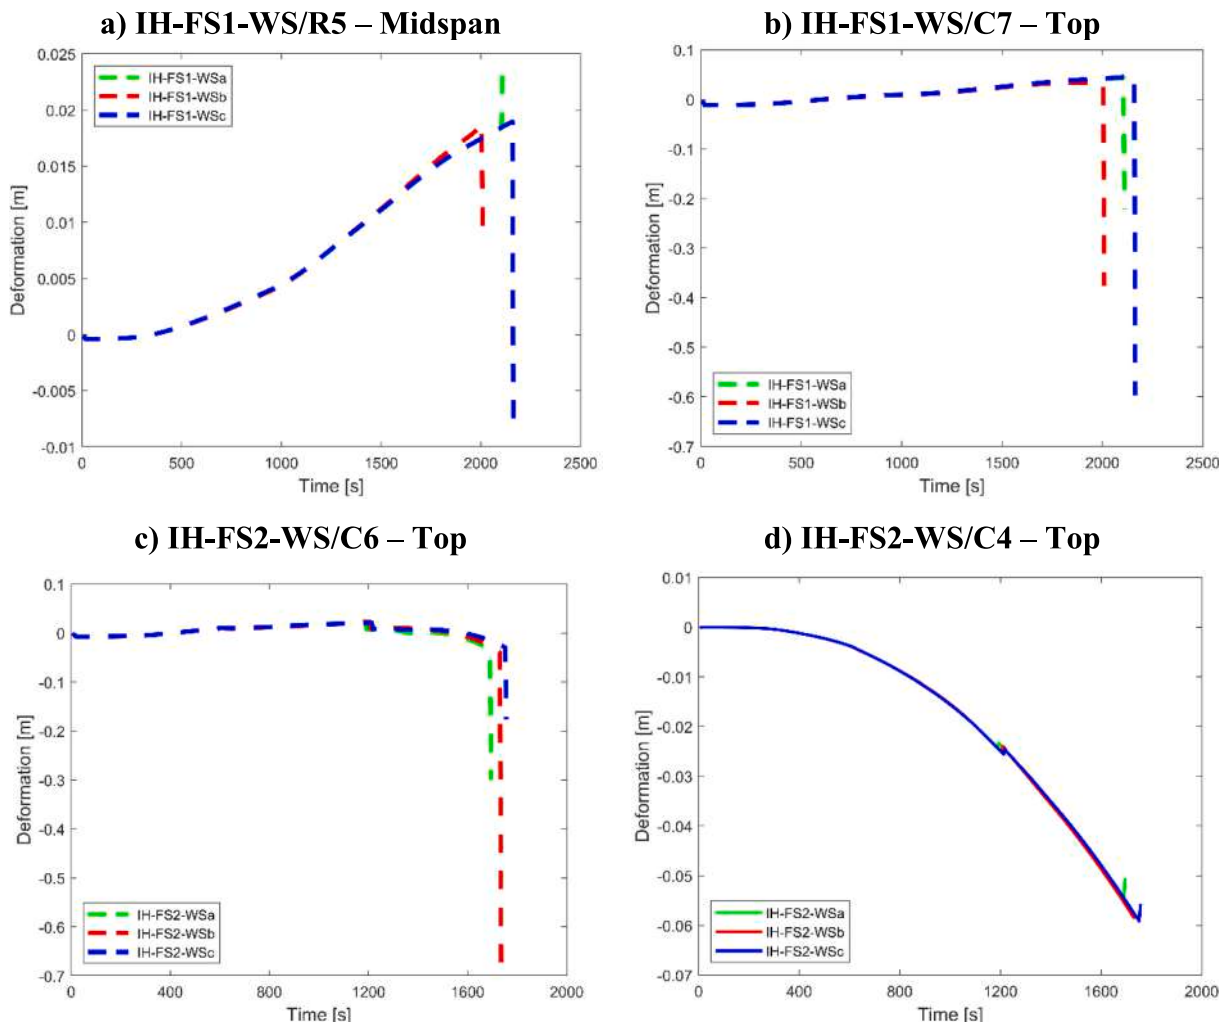 a) IH-FS1-WS/R5 – Midspan
0.025
0.02
0.015
0.01
0.005
0
-0.005
-0.01
Deformation [m]
IH-FS1-WSa
IH-FS1-WSb
IH-FS1-WSc
0 500 1000 1500 2000 2500
Time [s]
b) IH-FS1-WS/C7 – Top
0.1
0
-0.1
-0.2
-0.3
-0.4
-0.5
-0.6
-0.7
Deformation [m]
IH-FS1-WSa
IH-FS1-WSb
IH-FS1-WSc
0 500 1000 1500 2000 2500
Time [s]
c) IH-FS2-WS/C6 – Top
0.1
0
-0.1
-0.2
-0.3
-0.4
-0.5
-0.6
-0.7
Deformation [m]
IH-FS2-WSa
IH-FS2-WSb
IH-FS2-WSc
0 400 800 1200 1600 2000
Time [s]
d) IH-FS2-WS/C4 – Top
0.01
0
-0.01
-0.02
-0.03
-0.04
-0.05
-0.06
-0.07
Deformation [m]
IH-FS2-WSa
IH-FS2-WSb
IH-FS2-WSc
0 400 800 1200 1600 2000
Time [s]